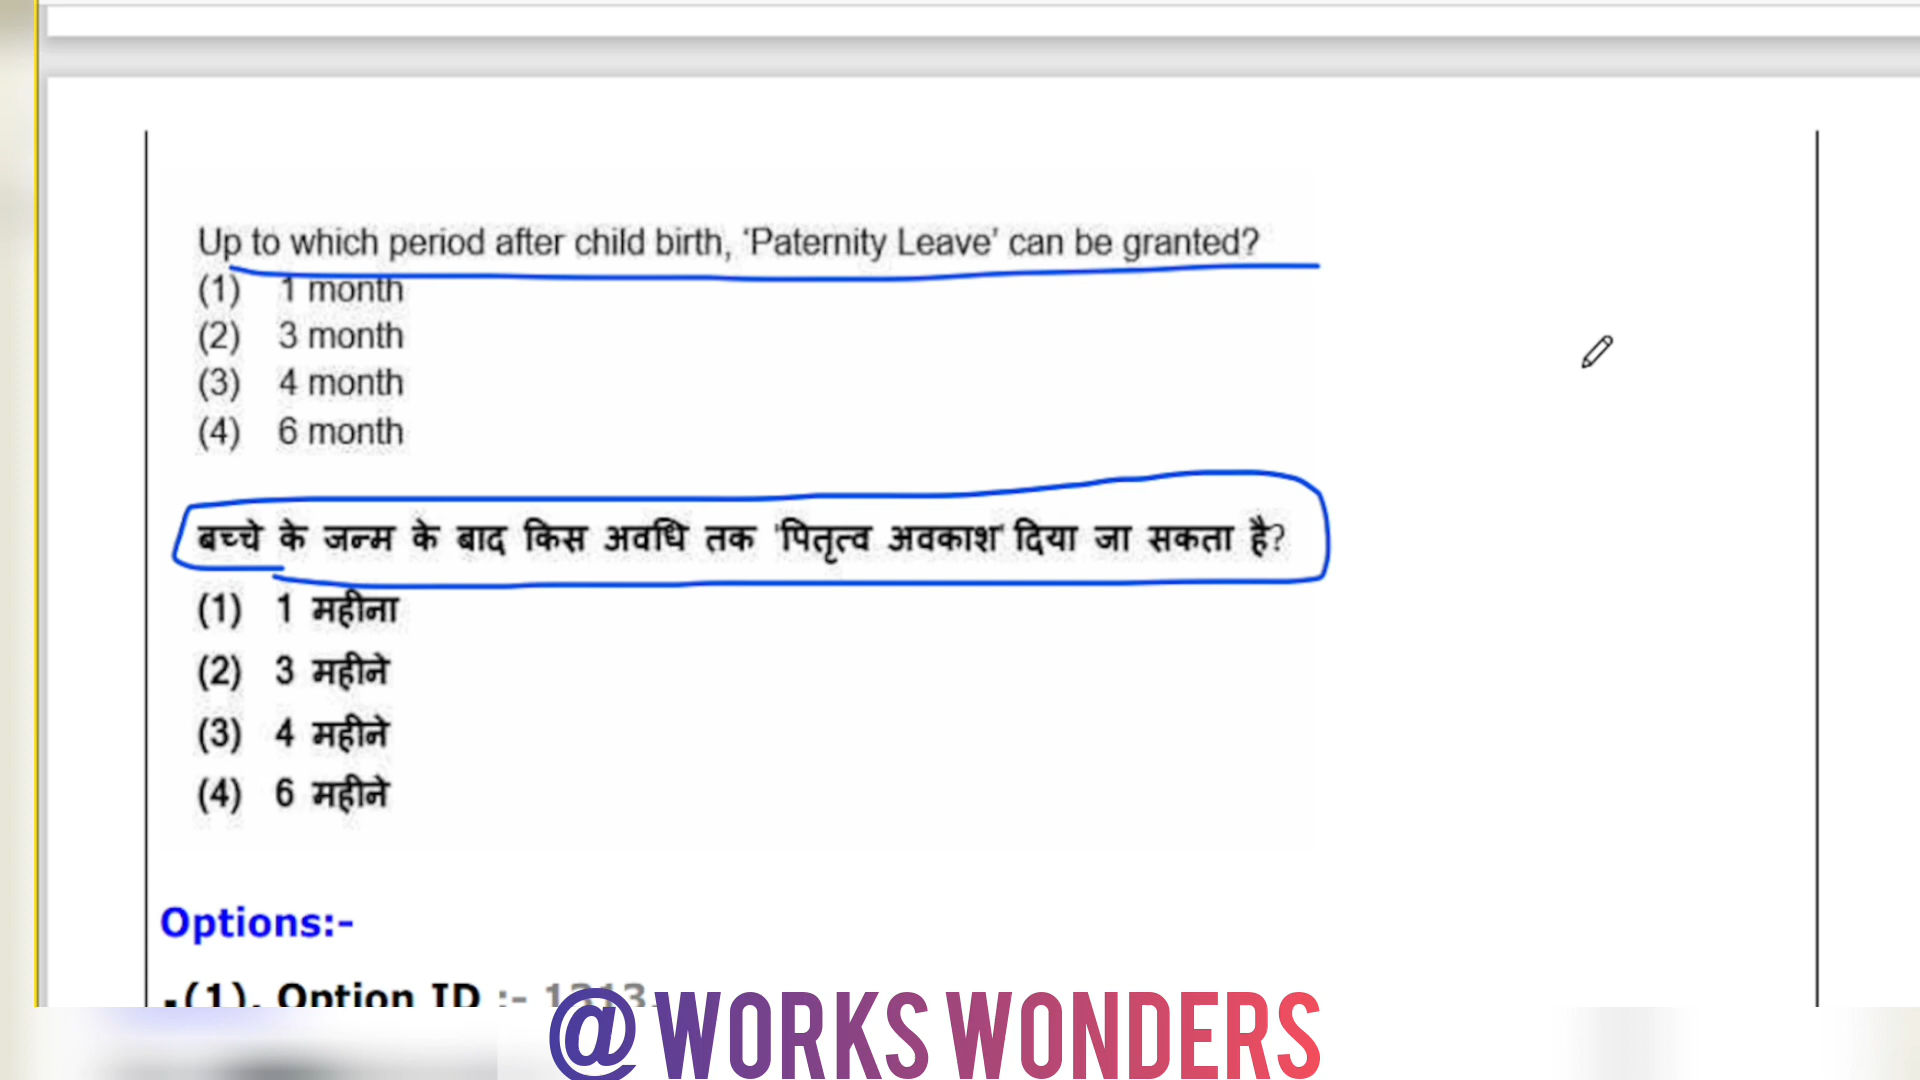 Up to which period after child birth, ‘Paternity Leave’ can be granted?
(1) 1 month
(2) 3 month
(3) 4 month
(4) 6 month
बच्चे के जन्म के बाद किस अवधि तक 'पितृत्व अवकाश' दिया जा सकता है?
(1) 1 महीना
(2) 3 महीने
(3) 4 महीने
(4) 6 महीने
Options:-
(1). Option ID :-
@WORKS WONDERS